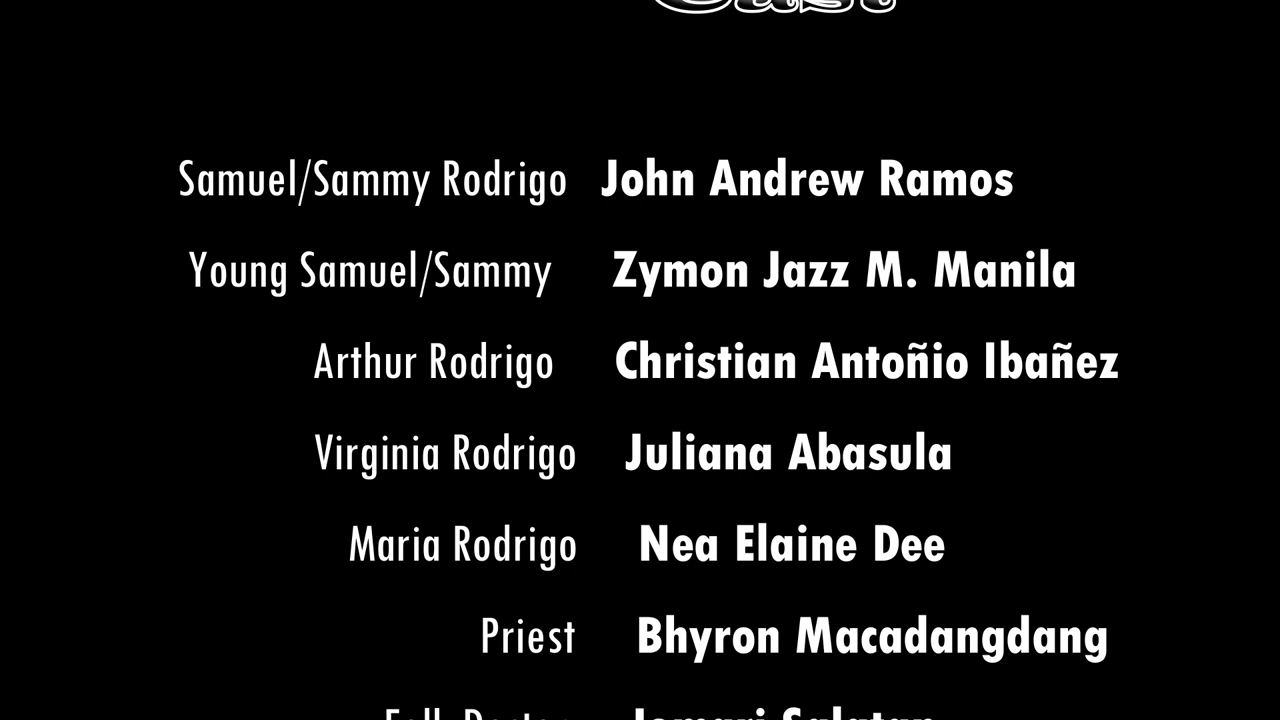 Cast
Samuel/Sammy Rodrigo John Andrew Ramos
Young Samuel/Sammy Zymon Jazz M. Manila
Arthur Rodrigo Christian Antoñio Ibañez
Virginia Rodrigo Juliana Abasula
Maria Rodrigo Nea Elaine Dee
Priest Bhyron Macadangdang